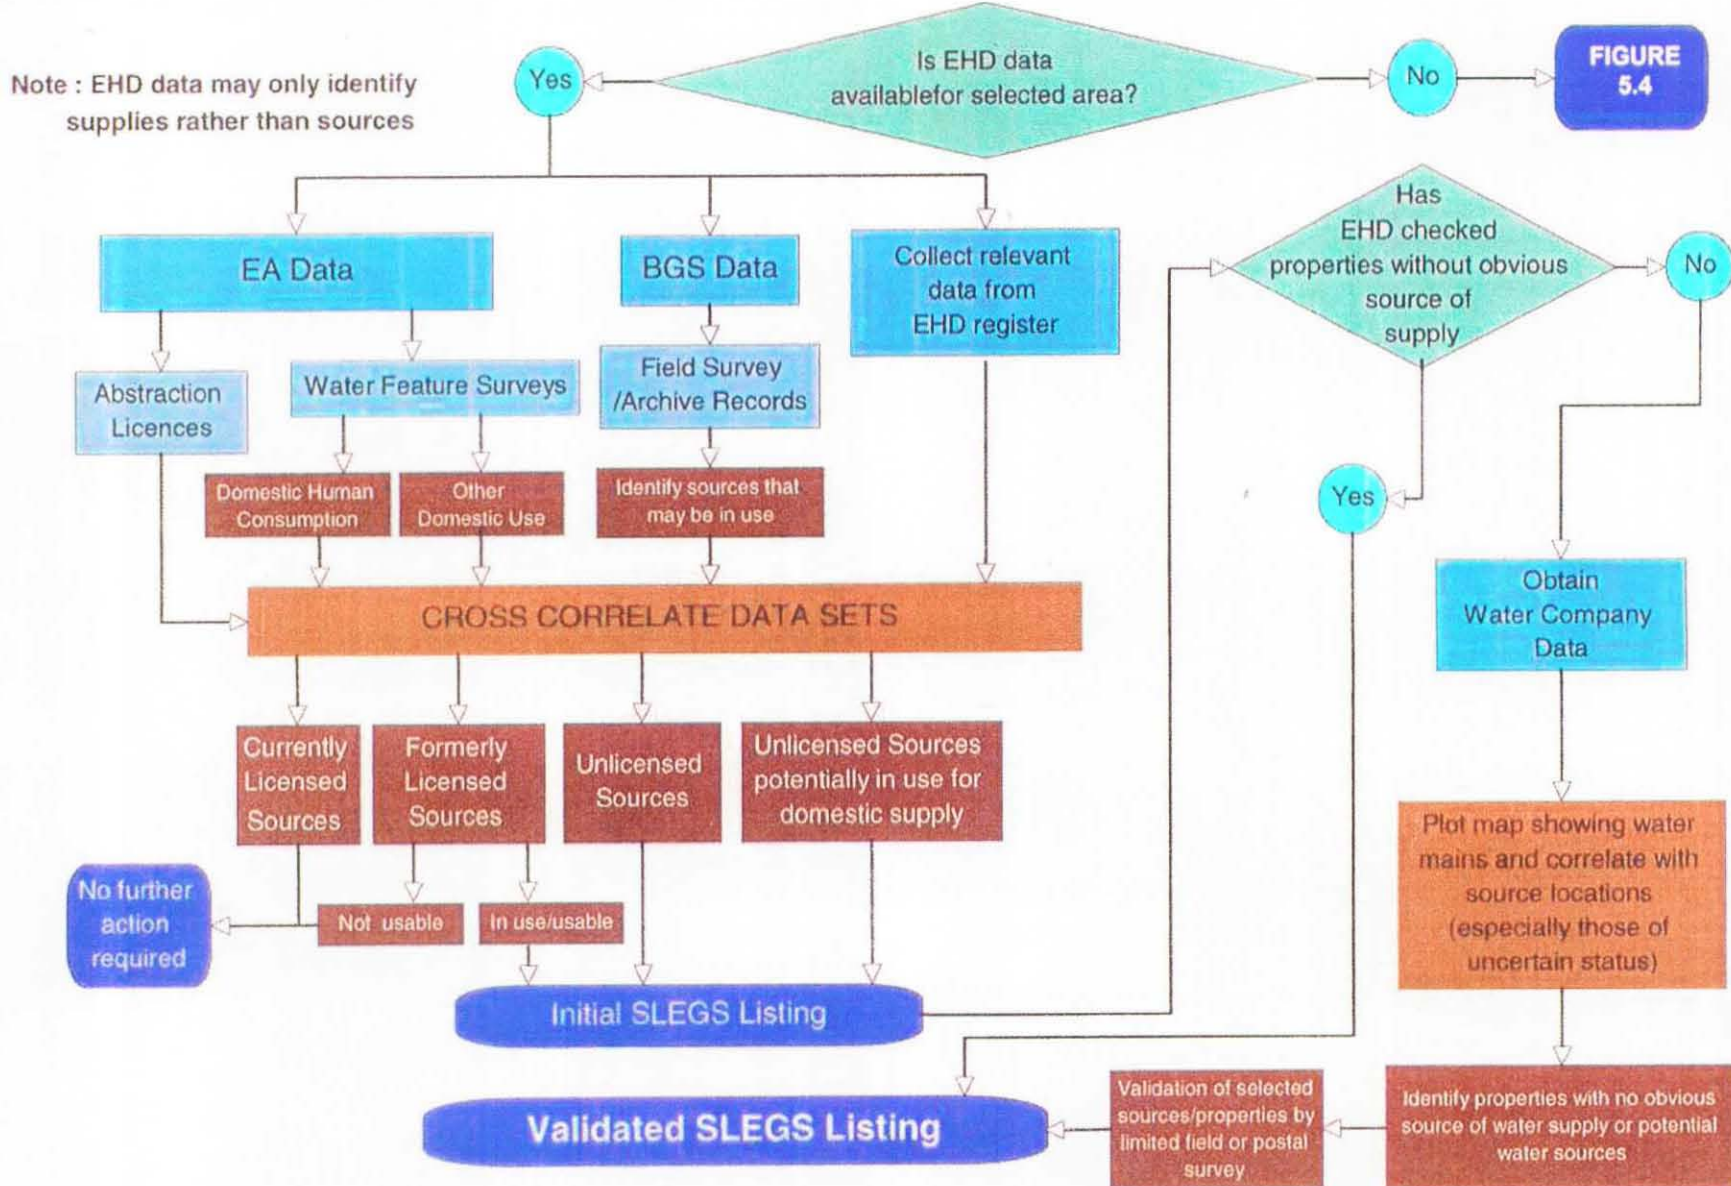 Note : EHD data may only identify
supplies rather than sources
Yes
Is EHD data
availablefor selected area?
No
FIGURE
5.4
EA Data
BGS Data
Collect relevant
data from
EHD register
Has
EHD checked
properties without obvious
source of
supply
No
Abstraction
Licences
Water Feature Surveys
Field Survey
/Archive Records
Domestic Human
Consumption
Other
Domestic Use
Identify sources that
may be in use
Yes
Obtain
Water Company
Data
CROSS CORRELATE DATA SETS
Currently
Licensed
Sources
Formerly
Licensed
Sources
Unlicensed
Sources
Unlicensed Sources
potentially in use for
domestic supply
Plot map showing water
mains and correlate with
source locations
(especially those of
uncertain status)
No further
action
required
Not usable
In use/usable
Initial SLEGS Listing
Validated SLEGS Listing
Validation of selected
sources/properties by
limited field or postal
survey
Identify properties with no obvious
source of water supply or potential
water sources